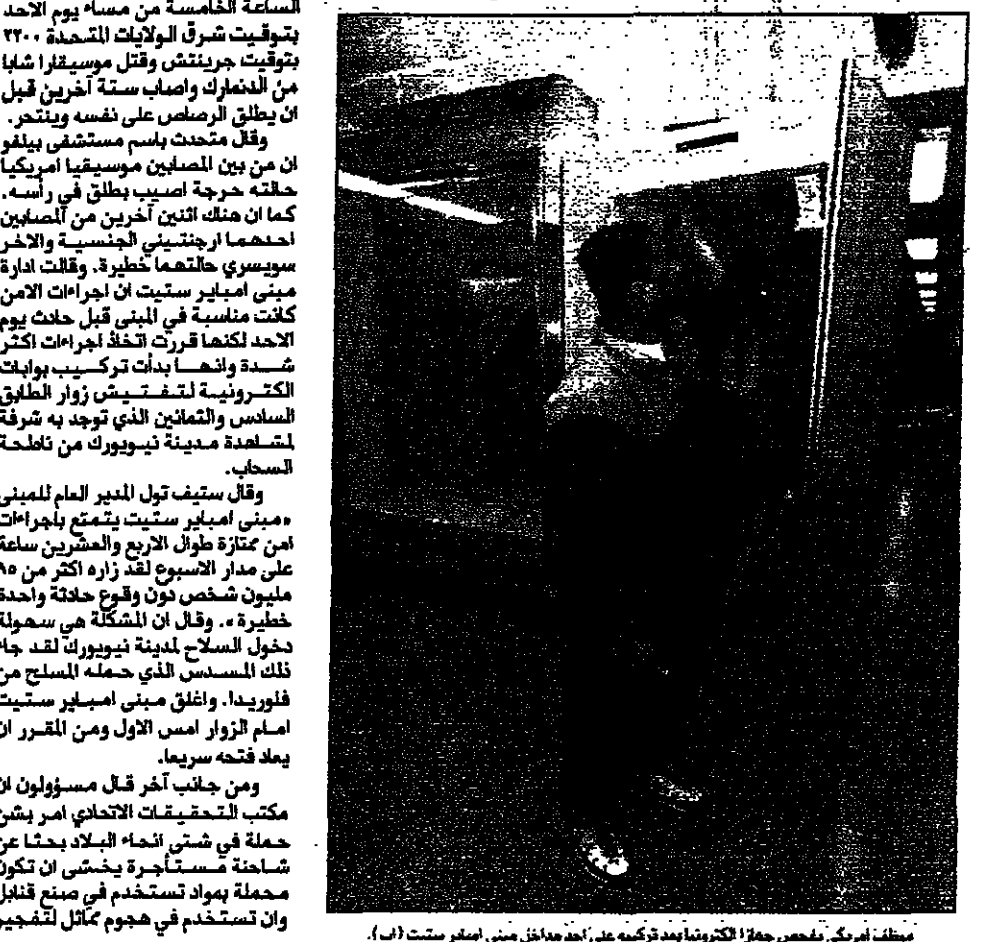 الساعة الخامسة من مساء يوم الاحد
بتوقيت شرق الولايات المتحدة ٢٢٠٠
بتوقيت جرينتش وقتل موسيقارا شابا
من الدنمارك واصاب ستة آخرين قبل
ان يطلق الرصاص على نفسه وينتحر.
وقال متحدث باسم مستشفى بيلفو
ان من بين المصابين موسيقيا امريكيا
حالته حرجة اصيب بطلق في رأسه.
كما ان هناك اثنين آخرين من المصابين
احدهما ارجنتيني الجنسية والاخر
سويسري حالتهما خطيرة. وقالت ادارة
مبنى امباير ستيت ان اجراءات الامن
كانت مناسبة في المبنى قبل حادث يوم
الاحد لكنها قررت اتخاذ اجراءات اكثر
شدة وانها بدأت تركيب بوابات
الكترونية لتفتيش زوار الطابق
السادس والثمانين الذي توجد به شرفة
لمشاهدة مدينة نيويورك من ناطحة
السحاب.
وقال ستيف تول المدير العام للمبنى
«مبنى امباير ستيت يتمتع باجراءات
امن ممتازة طوال الاربع والعشرين ساعة
على مدار الاسبوع لقد زاره اكثر من ٨٥
مليون شخص دون وقوع حادثة واحدة
خطيرة». وقال ان المشكلة هي سهولة
دخول السلاح لمدينة نيويورك لقد جاء
ذلك المسدس الذي حمله المسلح من
فلوريدا. واغلق مبنى امباير ستيت
امام الزوار امس الاول ومن المقرر ان
يعاد فتحه سريعا.
ومن جانب آخر قال مسؤولون ان
مكتب التحقيقات الاتحادي امر بشن
حملة في شتى انحاء البلاد بحثا عن
شاحنة مستأجرة يخشى ان تكون
محملة بمواد تستخدم في صنع قنابل
وان تستخدم في هجوم مماثل لتفجير
موظف امريكي يفحص جهازا الكترونيا بعد تركيبه على احد مداخل مبنى امباير ستيت (اب).